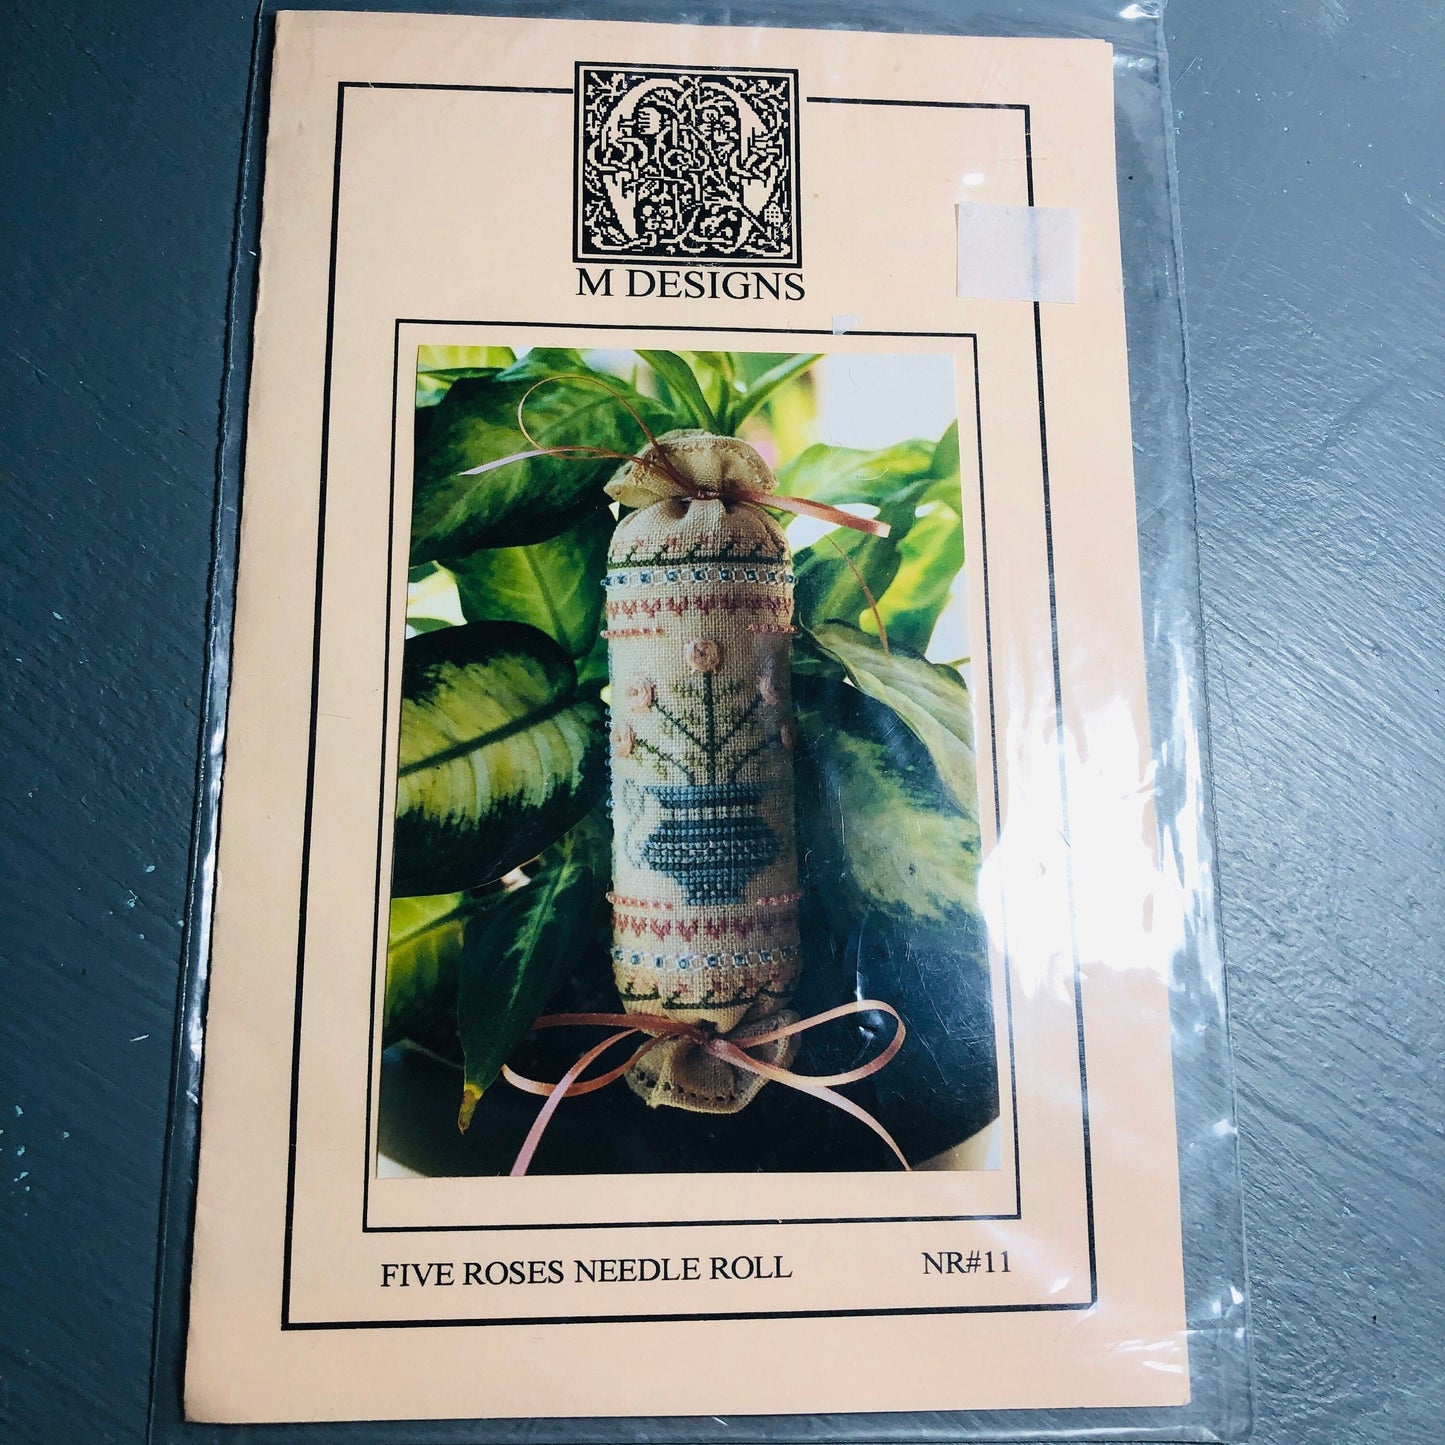 M DESIGNS
FIVE ROSES NEEDLE ROLL NR#11